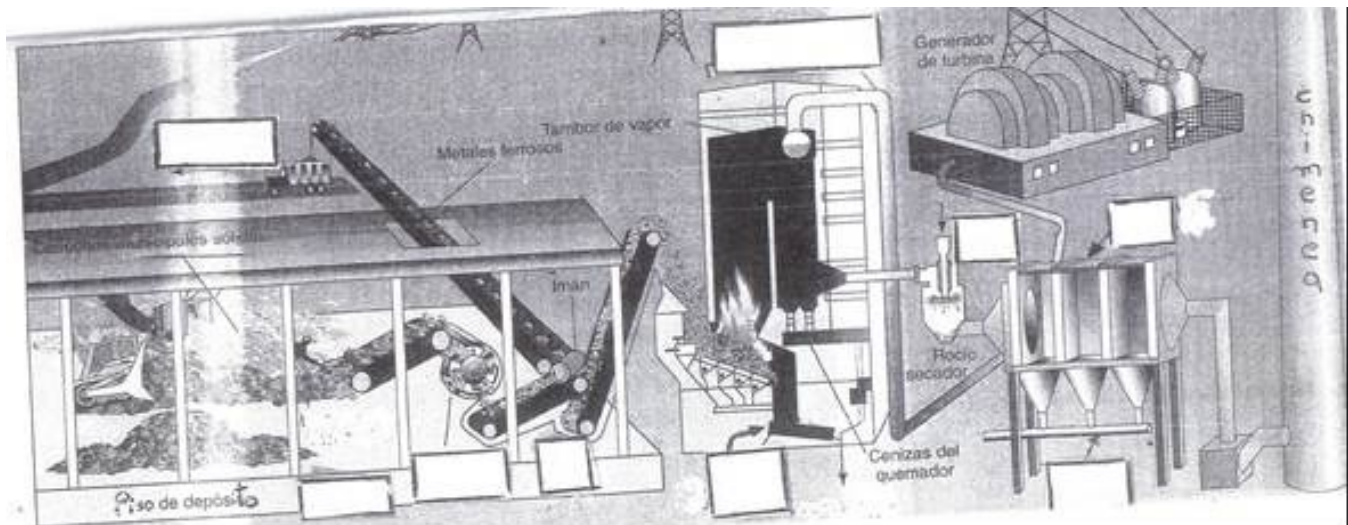 Generador
de turbina
Tambor de vapor
Metales ferrosos
Imán
Rocío
secador
Cenizas del
quemador
Piso de depósito
chimenea